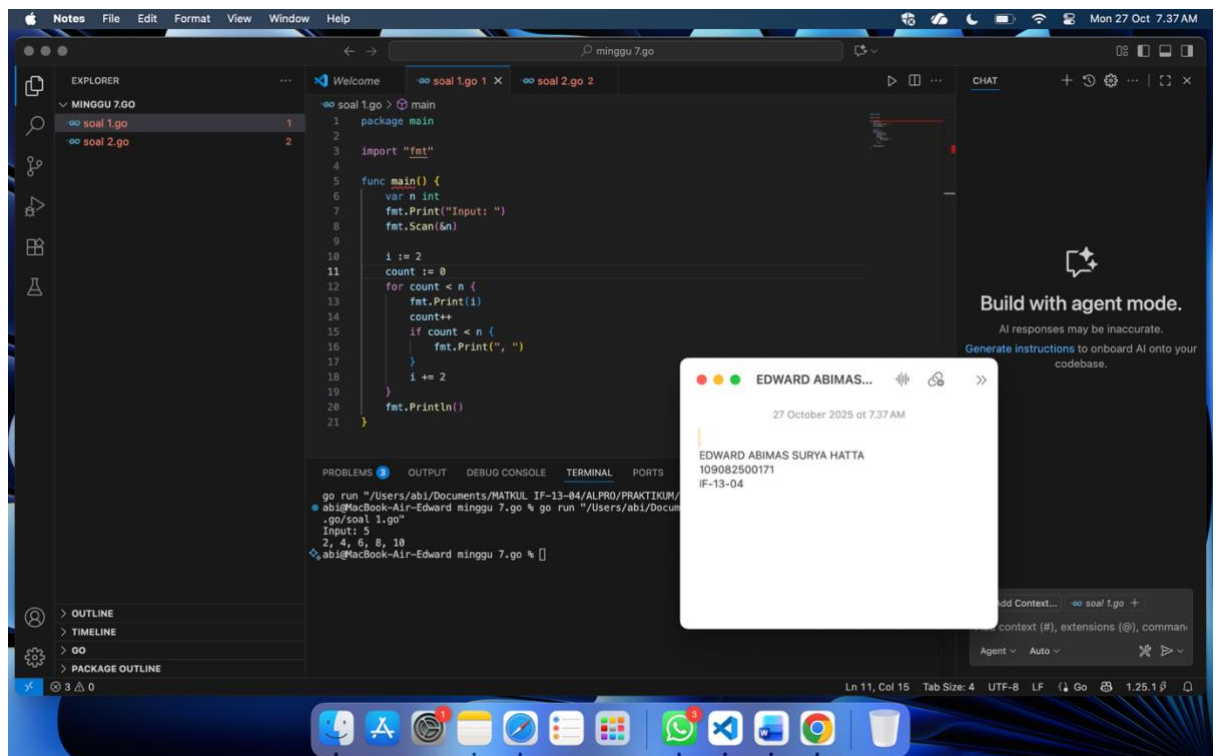 Notes File Edit Format View Window Help
Mon 27 Oct 7.37 AM
minggu 7.go
EXPLORER
MINGGU 7.GO
soal 1.go 1
soal 2.go 2
Welcome
soal 1.go 1
soal 2.go 2
soal 1.go > main
1 package main
2
3 import "fmt"
4
5 func main() {
6 var n int
7 fmt.Print("Input: ")
8 fmt.Scan(&n)
9
10 i := 2
11 count := 0
12 for count < n {
13 fmt.Print(i)
14 count++
15 if count < n {
16 fmt.Print(", ")
17 }
18 i += 2
19 }
20 fmt.Println()
21 }
PROBLEMS 3 OUTPUT DEBUG CONSOLE TERMINAL PORTS
go run "/Users/abi/Documents/MATKUL IF-13-04/ALPRO/PRAKTIKUM/
abi@MacBook-Air-Edward minggu 7.go % go run "/Users/abi/Docum
.go/soal 1.go"
Input: 5
2, 4, 6, 8, 10
abi@MacBook-Air-Edward minggu 7.go %
CHAT
Build with agent mode.
AI responses may be inaccurate.
Generate instructions to onboard AI onto your
codebase.
EDWARD ABIMAS...
27 October 2025 at 7.37 AM
EDWARD ABIMAS SURYA HATTA
109082500171
IF-13-04
Add Context... soal 1.go +
context (#), extensions (@), comman
Agent Auto
OUTLINE
TIMELINE
GO
PACKAGE OUTLINE
3 0
Ln 11, Col 15 Tab Size: 4 UTF-8 LF Go 1.25.1
1
3